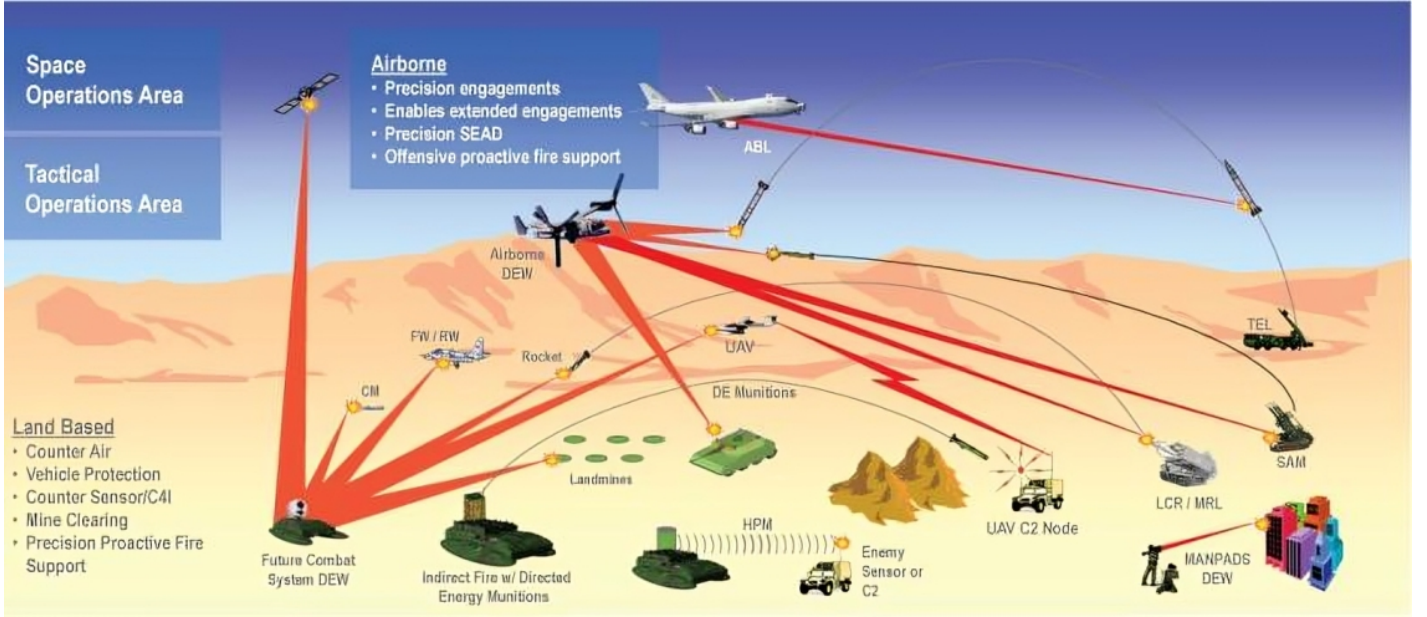 Space
Operations Area
Tactical
Operations Area
Airborne
• Precision engagements
• Enables extended engagements
• Precision SEAD
• Offensive proactive fire support
ABL
Airborne
DEW
TEL
FW / RW
Rocket
UAV
CM
DE Munitions
Land Based
• Counter Air
• Vehicle Protection
• Counter Sensor/C4I
• Mine Clearing
• Precision Proactive Fire
Support
Landmines
SAM
LCR / MRL
UAV C2 Node
HPM
Future Combat
System DEW
Indirect Fire w/ Directed
Energy Munitions
Enemy
Sensor or
C2
MANPADS
DEW